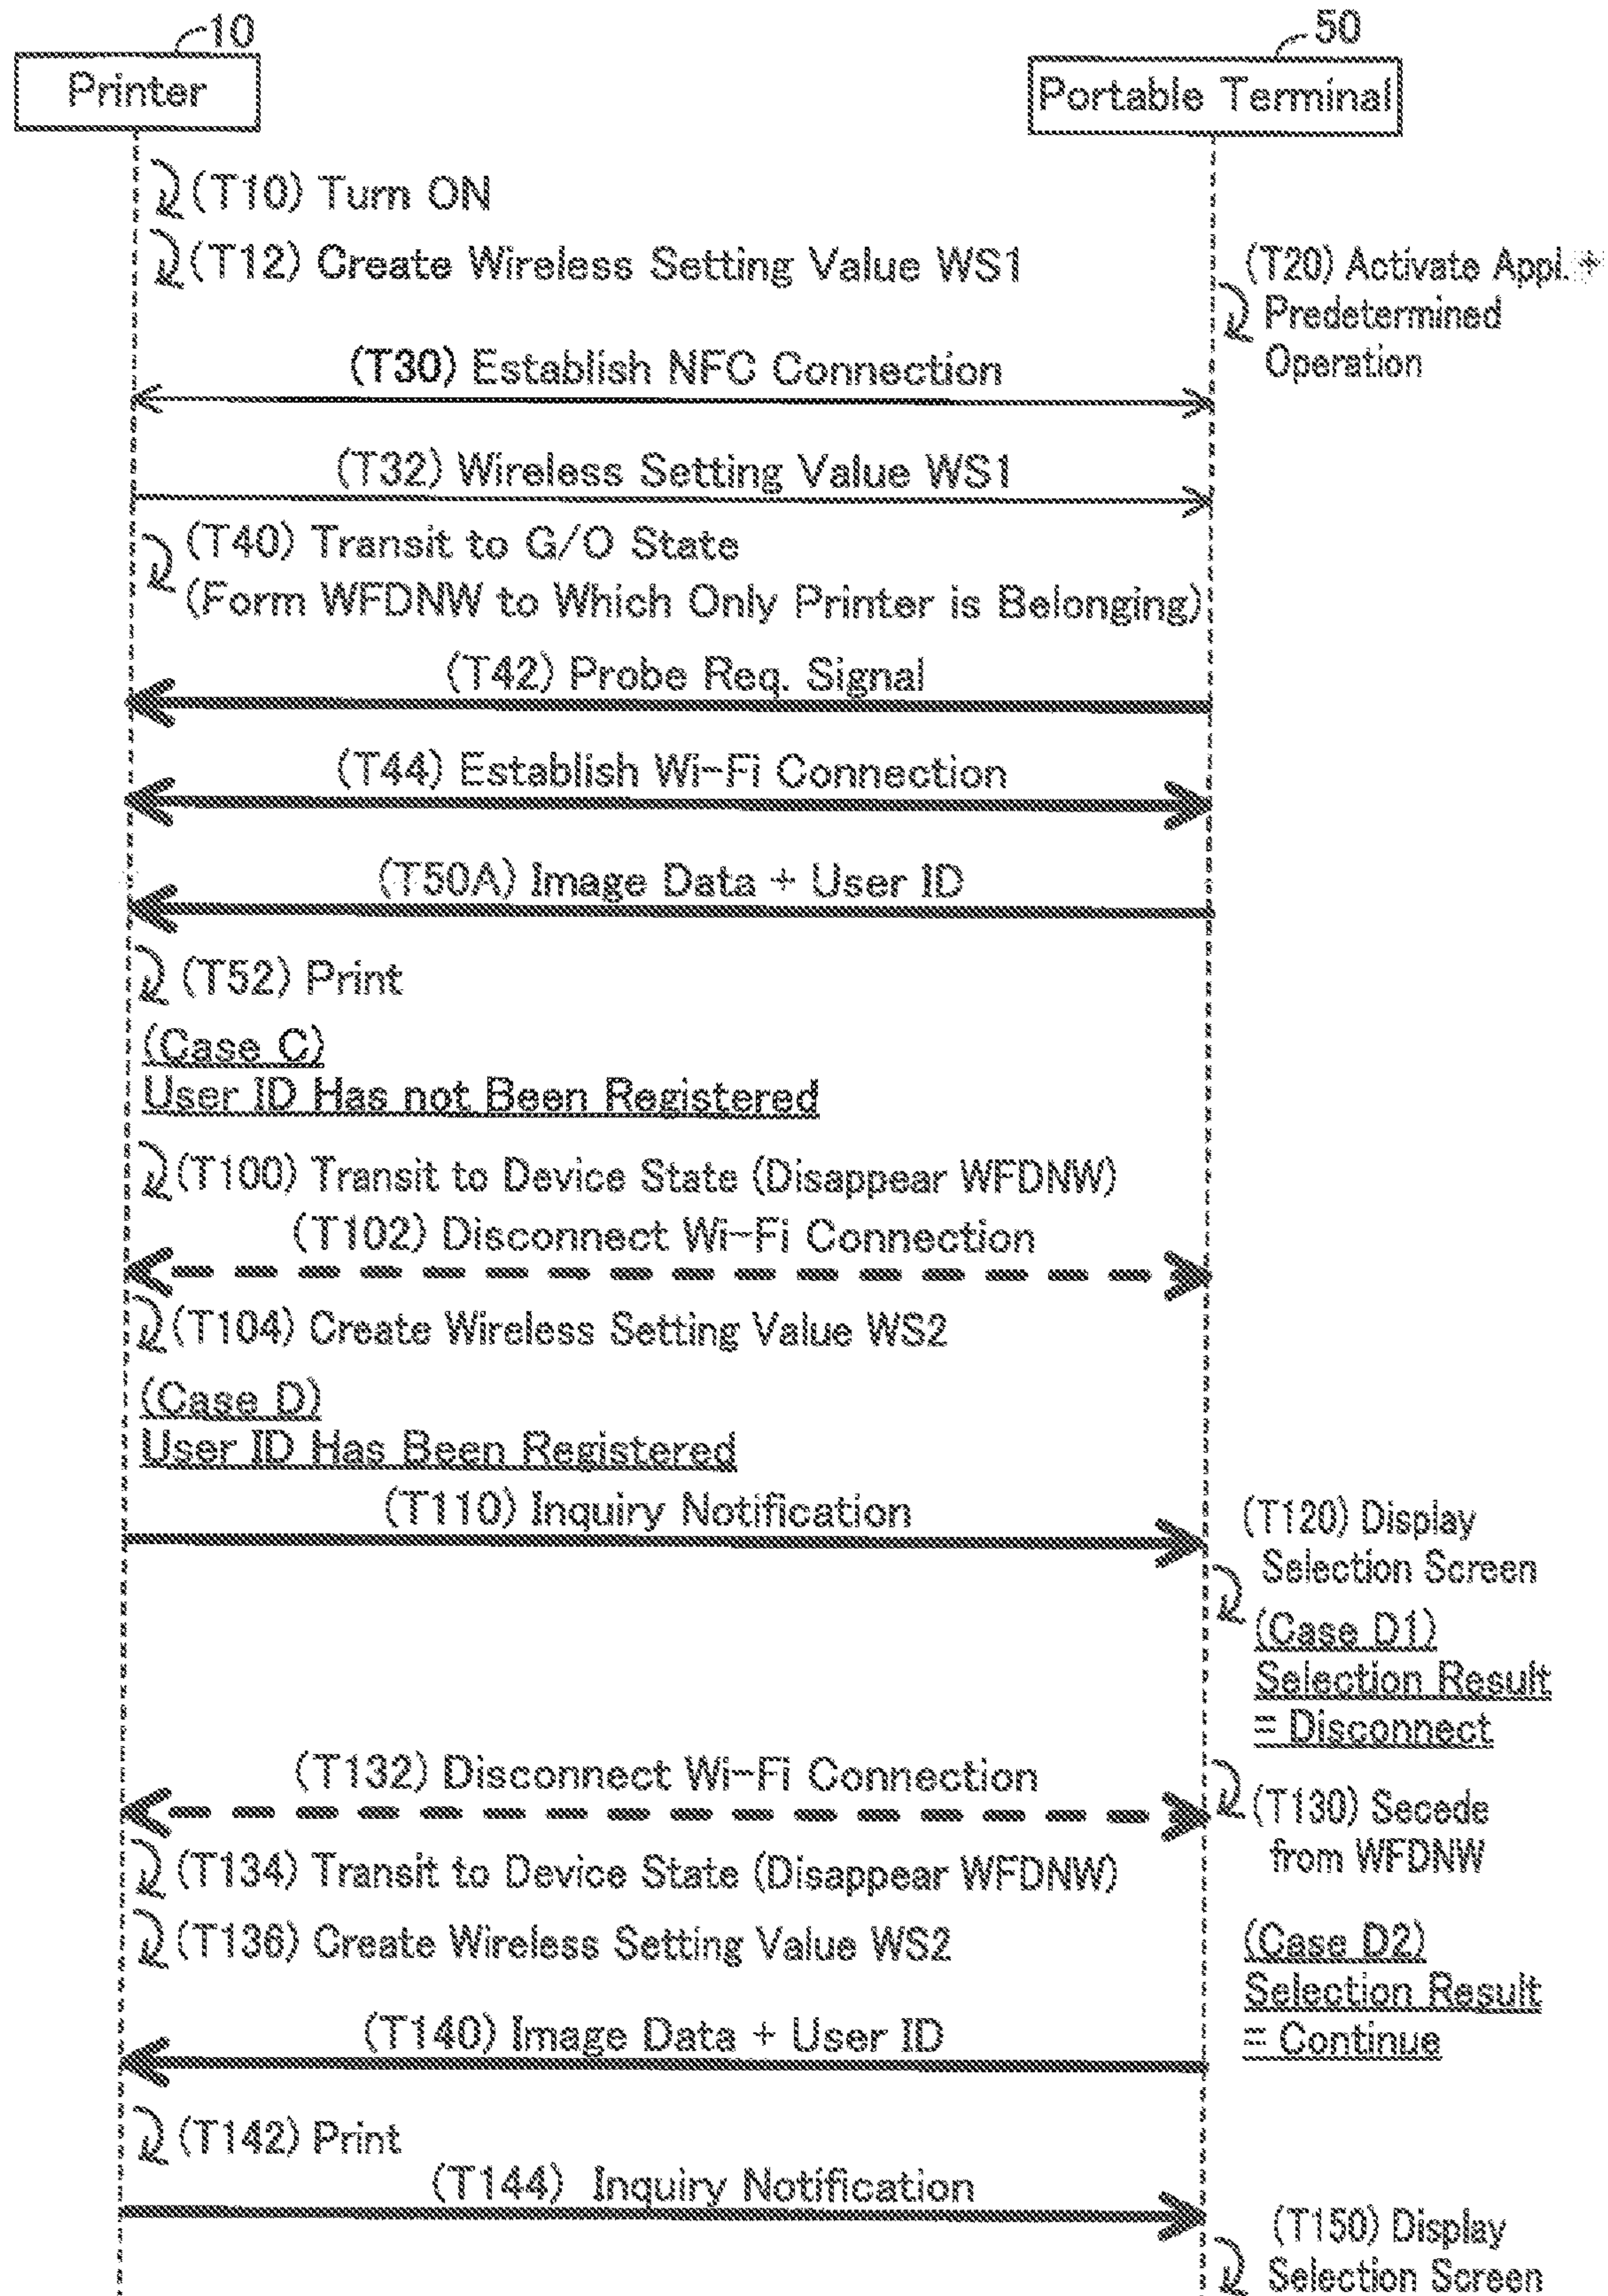 10
50
Printer
Portable Terminal
(T10) Turn ON
(T12) Create Wireless Setting Value WS1
(T20) Activate Appl. +
Predetermined
Operation
(T30) Establish NFC Connection
(T32) Wireless Setting Value WS1
(T40) Transit to G/O State
(Form WFDNW to Which Only Printer is Belonging)
(T42) Probe Req. Signal
(T44) Establish Wi-Fi Connection
(T50A) Image Data + User ID
(T52) Print
(Case C)
User ID Has not Been Registered
(T100) Transit to Device State (Disappear WFDNW)
(T102) Disconnect Wi-Fi Connection
(T104) Create Wireless Setting Value WS2
(Case D)
User ID Has Been Registered
(T110) Inquiry Notification
(T120) Display
Selection Screen
(Case D1)
Selection Result
= Disconnect
(T132) Disconnect Wi-Fi Connection
(T130) Secede
from WFDNW
(T134) Transit to Device State (Disappear WFDNW)
(T136) Create Wireless Setting Value WS2
(Case D2)
Selection Result
= Continue
(T140) Image Data + User ID
(T142) Print
(T144) Inquiry Notification
(T150) Display
Selection Screen